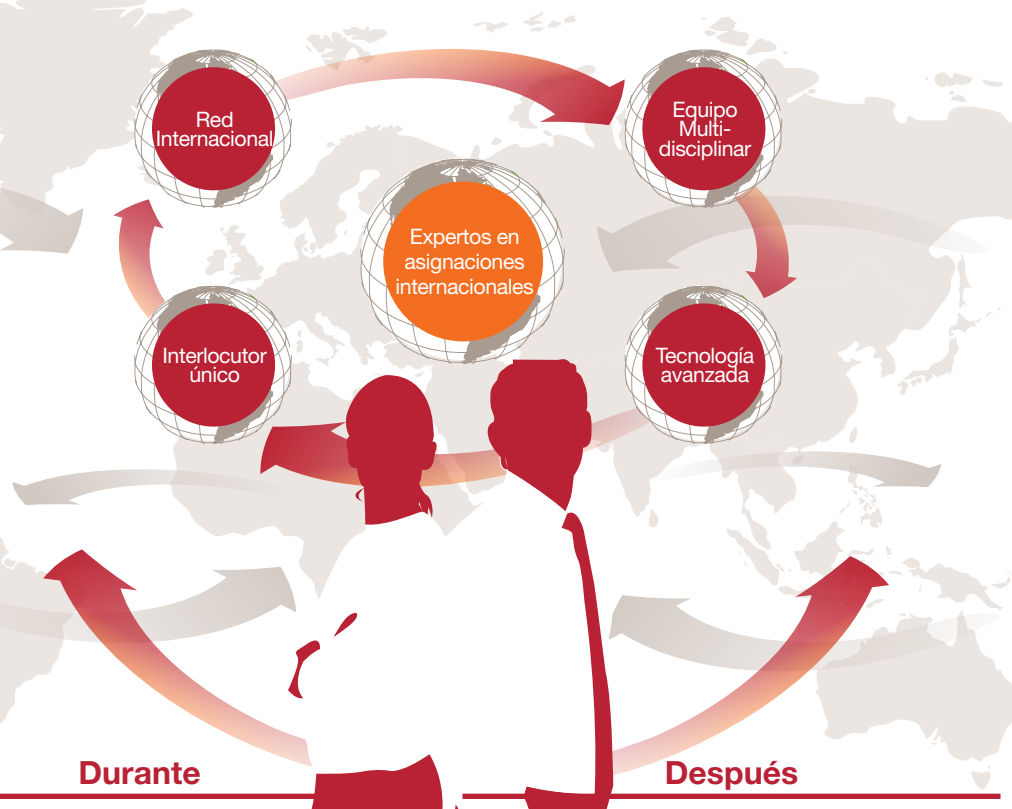 Red
Internacional
Equipo
Multi-
disciplinar
Expertos en
asignaciones
internacionales
Interlocutor
único
Tecnología
avanzada
Durante
Después